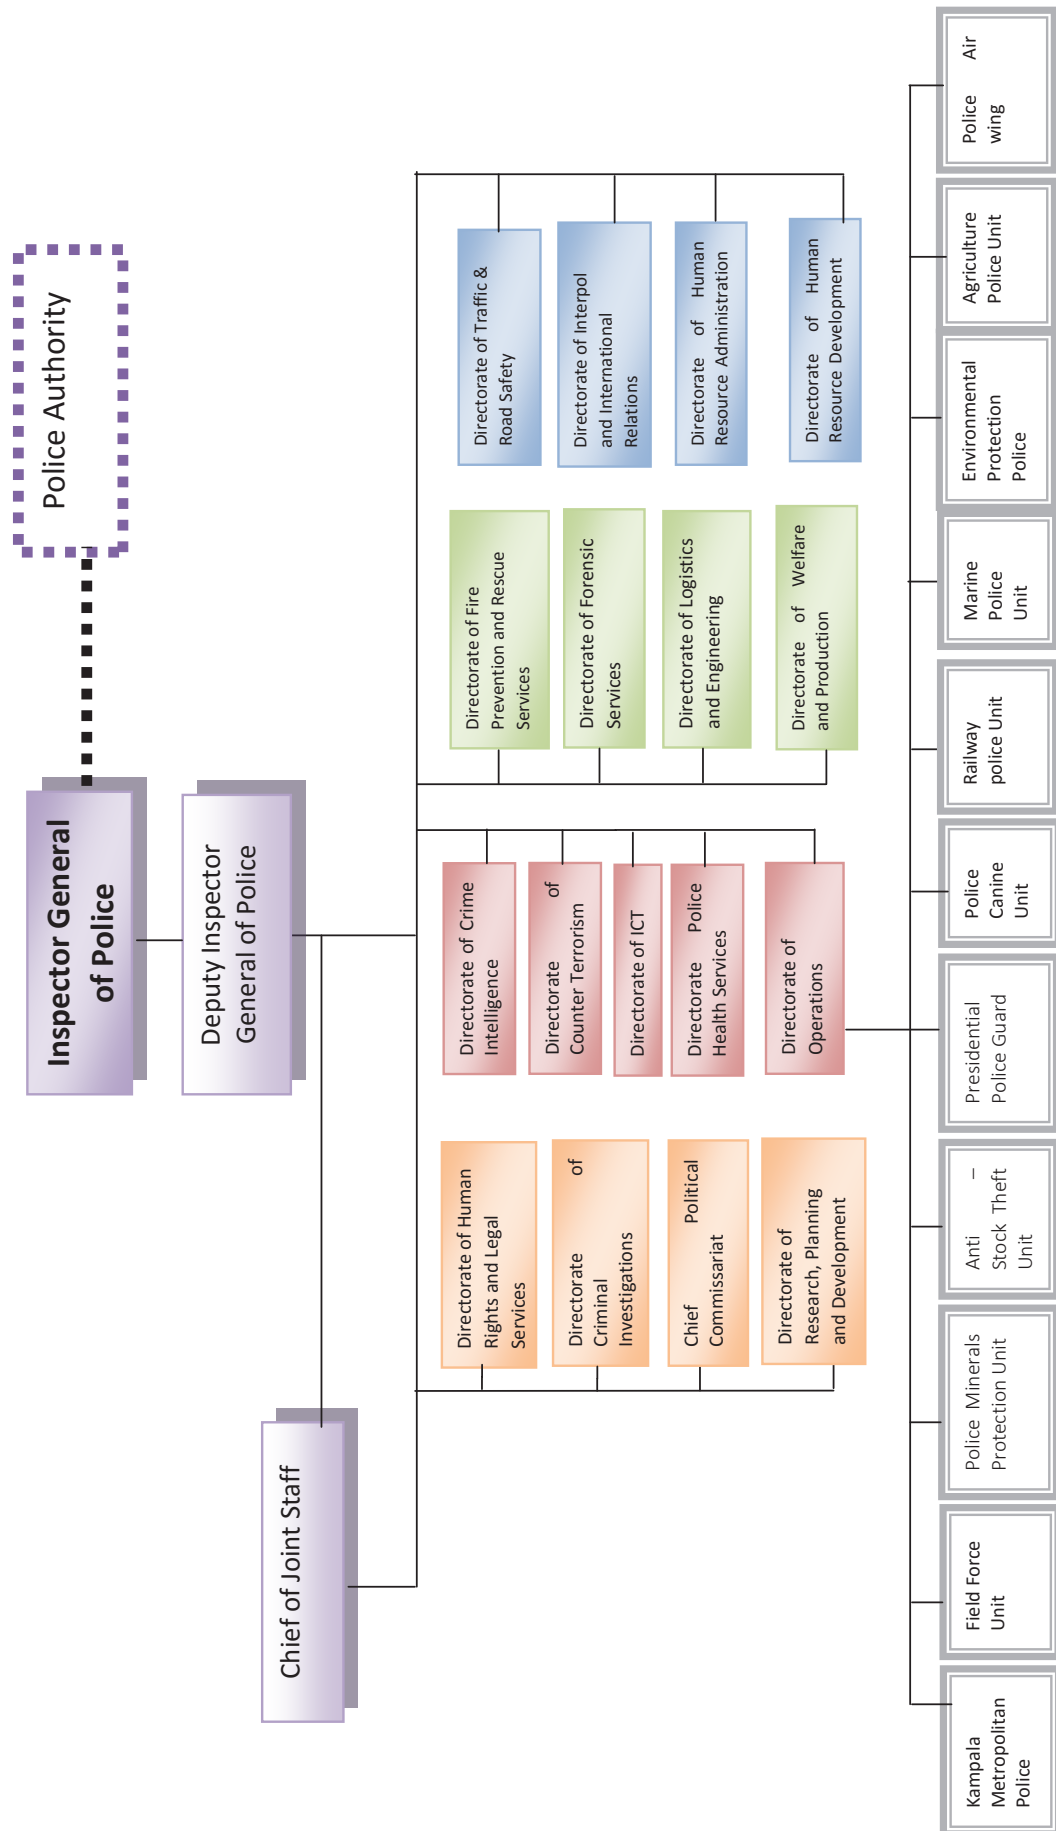 Police Authority
Inspector General
of Police
Deputy Inspector
General of Police
Chief of Joint Staff
Directorate of Human
Rights and Legal
Services
Directorate of
Criminal
Investigations
Chief Political
Commissariat
Directorate of
Research, Planning
and Development
Directorate of Crime
Intelligence
Directorate of
Counter Terrorism
Directorate of ICT
Directorate Police
Health Services
Directorate of
Operations
Directorate of Fire
Prevention and Rescue
Services
Directorate of Forensic
Services
Directorate of Logistics
and Engineering
Directorate of Welfare
and Production
Directorate of Traffic &
Road Safety
Directorate of Interpol
and International
Relations
Directorate of Human
Resource Administration
Directorate of Human
Resource Development
Kampala
Metropolitan
Police
Field Force
Unit
Police Minerals
Protection Unit
Anti –
Stock Theft
Unit
Presidential
Police Guard
Police
Canine
Unit
Railway
police Unit
Marine
Police
Unit
Environmental
Protection
Police
Agriculture
Police Unit
Police Air
wing